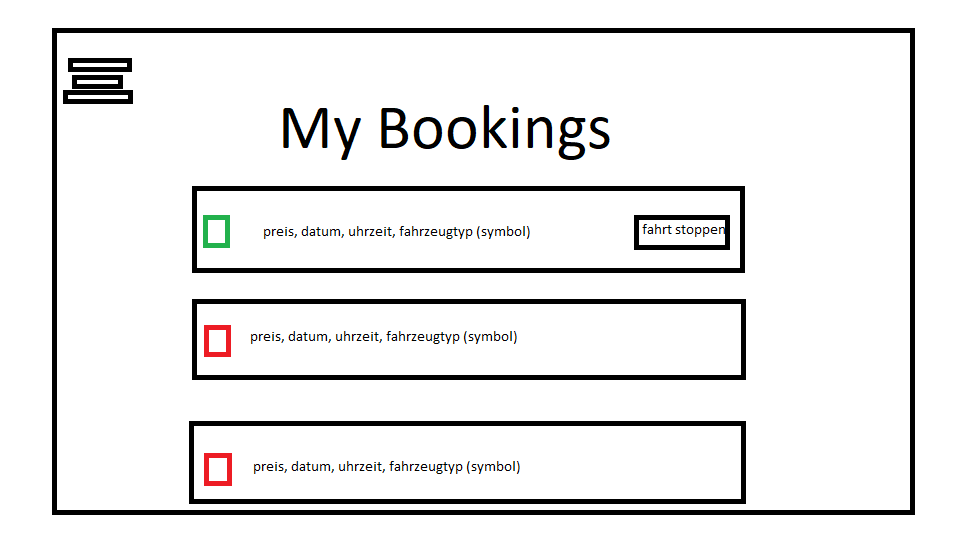 My Bookings
preis, datum, uhrzeit, fahrzeugtyp (symbol)
fahrt stoppen
preis, datum, uhrzeit, fahrzeugtyp (symbol)
preis, datum, uhrzeit, fahrzeugtyp (symbol)